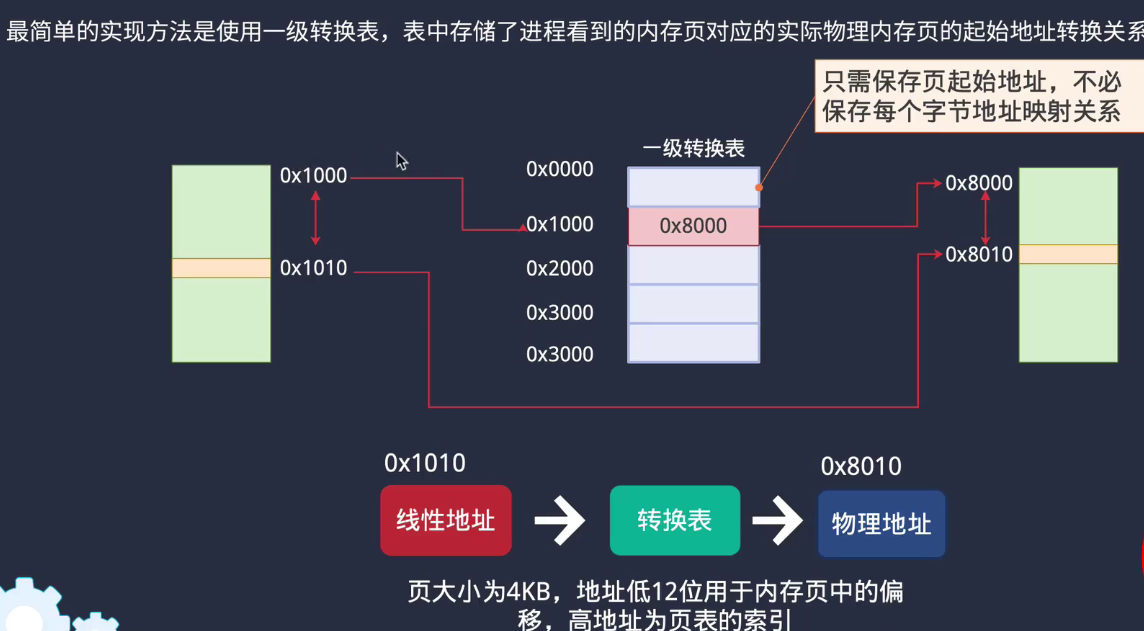 最简单的实现方法是使用一级转换表，表中存储了进程看到的内存页对应的实际物理内存页的起始地址转换关系
只需保存页起始地址，不必
保存每个字节地址映射关系
一级转换表
0x1000
0x1010
0x0000
0x1000
0x2000
0x3000
0x3000
0x8000
0x8000
0x8010
0x1010
0x8010
线性地址
转换表
物理地址
页大小为4KB，地址低12位用于内存页中的偏
移，高地址为页表的索引